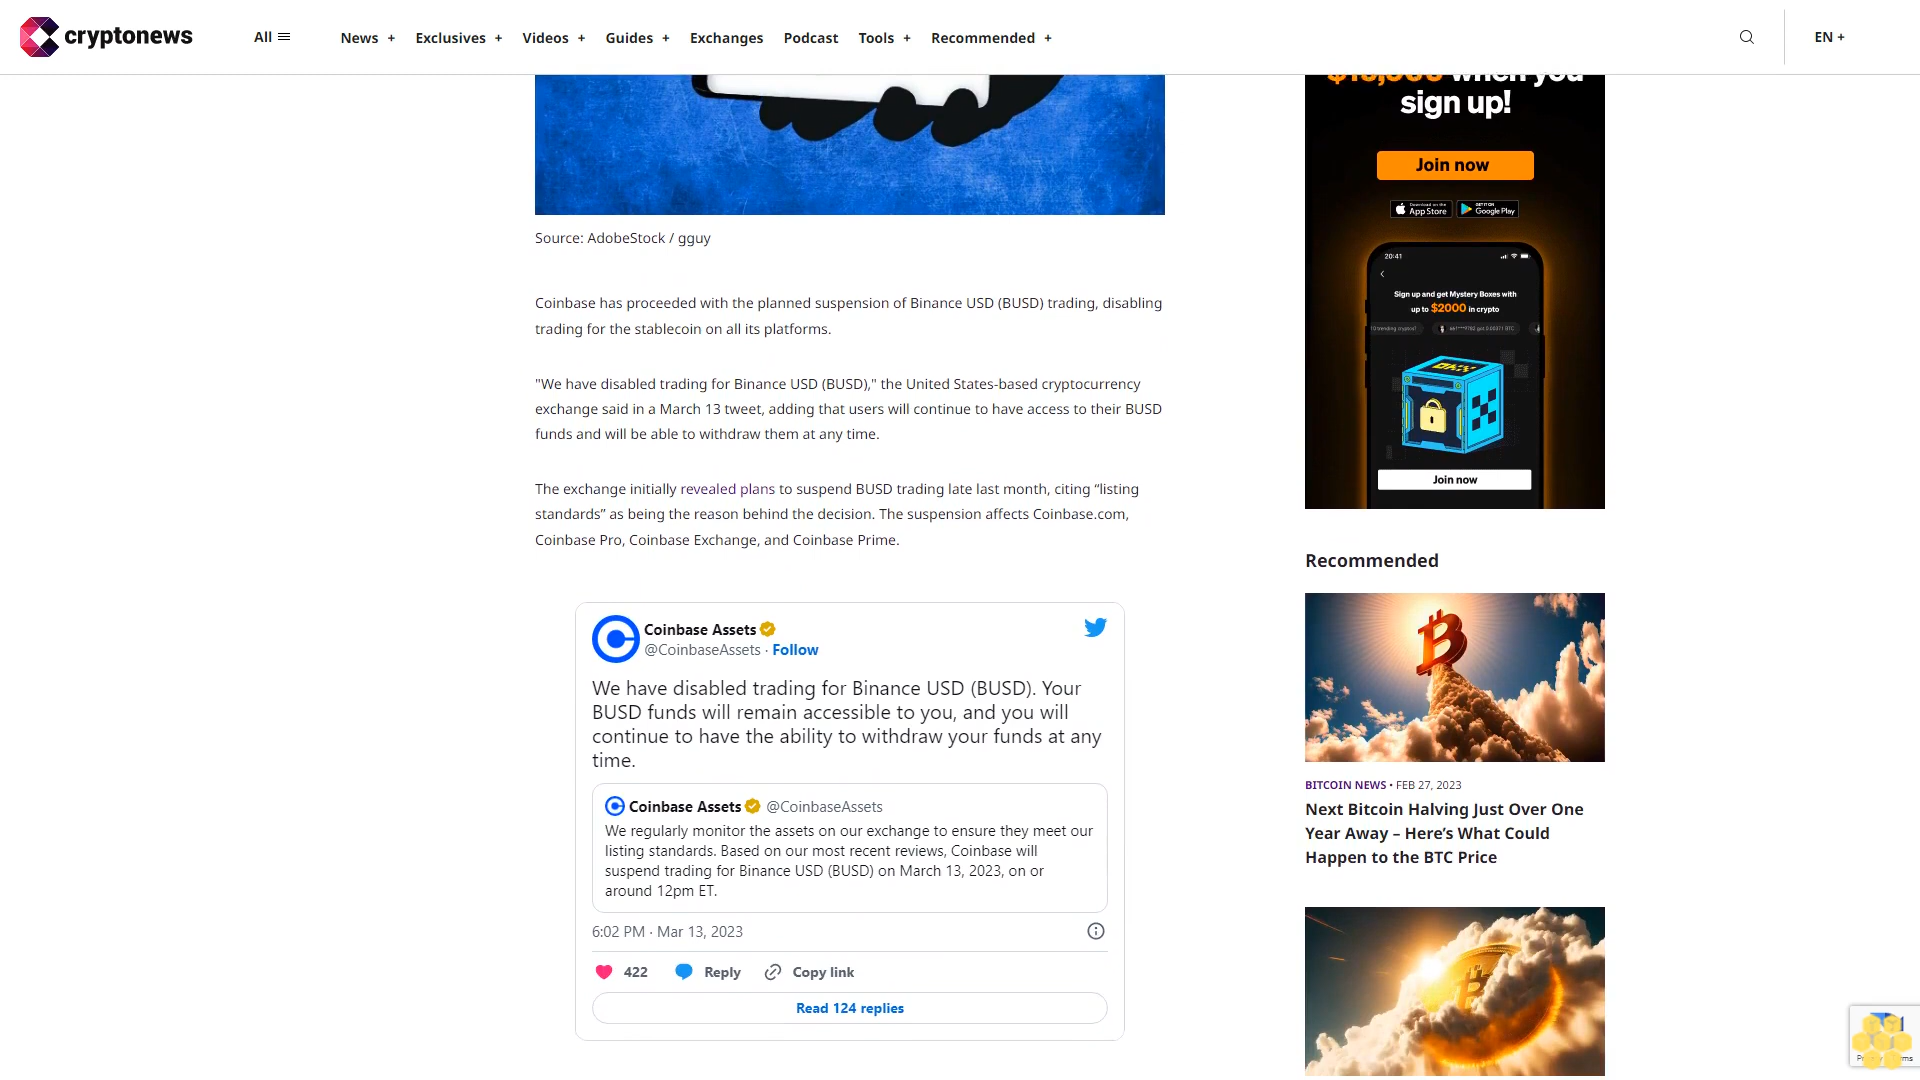 cryptonews
All
News +
Exclusives +
Videos +
Guides +
Exchanges
Podcast
Tools +
Recommended +
EN +
Source: AdobeStock / gguy
Coinbase has proceeded with the planned suspension of Binance USD (BUSD) trading, disabling
trading for the stablecoin on all its platforms.
"We have disabled trading for Binance USD (BUSD)," the United States-based cryptocurrency
exchange said in a March 13 tweet, adding that users will continue to have access to their BUSD
funds and will be able to withdraw them at any time.
The exchange initially revealed plans to suspend BUSD trading late last month, citing “listing
standards” as being the reason behind the decision. The suspension affects Coinbase.com,
Coinbase Pro, Coinbase Exchange, and Coinbase Prime.
Coinbase Assets
@CoinbaseAssets · Follow
We have disabled trading for Binance USD (BUSD). Your
BUSD funds will remain accessible to you, and you will
continue to have the ability to withdraw your funds at any
time.
Coinbase Assets @CoinbaseAssets
We regularly monitor the assets on our exchange to ensure they meet our
listing standards. Based on our most recent reviews, Coinbase will
suspend trading for Binance USD (BUSD) on March 13, 2023, on or
around 12pm ET.
6:02 PM · Mar 13, 2023
422
Reply
Copy link
Read 124 replies
when you
sign up!
Join now
Download on the
App Store
GET IT ON
Google Play
20:41
Sign up and get Mystery Boxes with
up to $2000 in crypto
OKX
Join now
Recommended
BITCOIN NEWS • FEB 27, 2023
Next Bitcoin Halving Just Over One
Year Away – Here’s What Could
Happen to the BTC Price